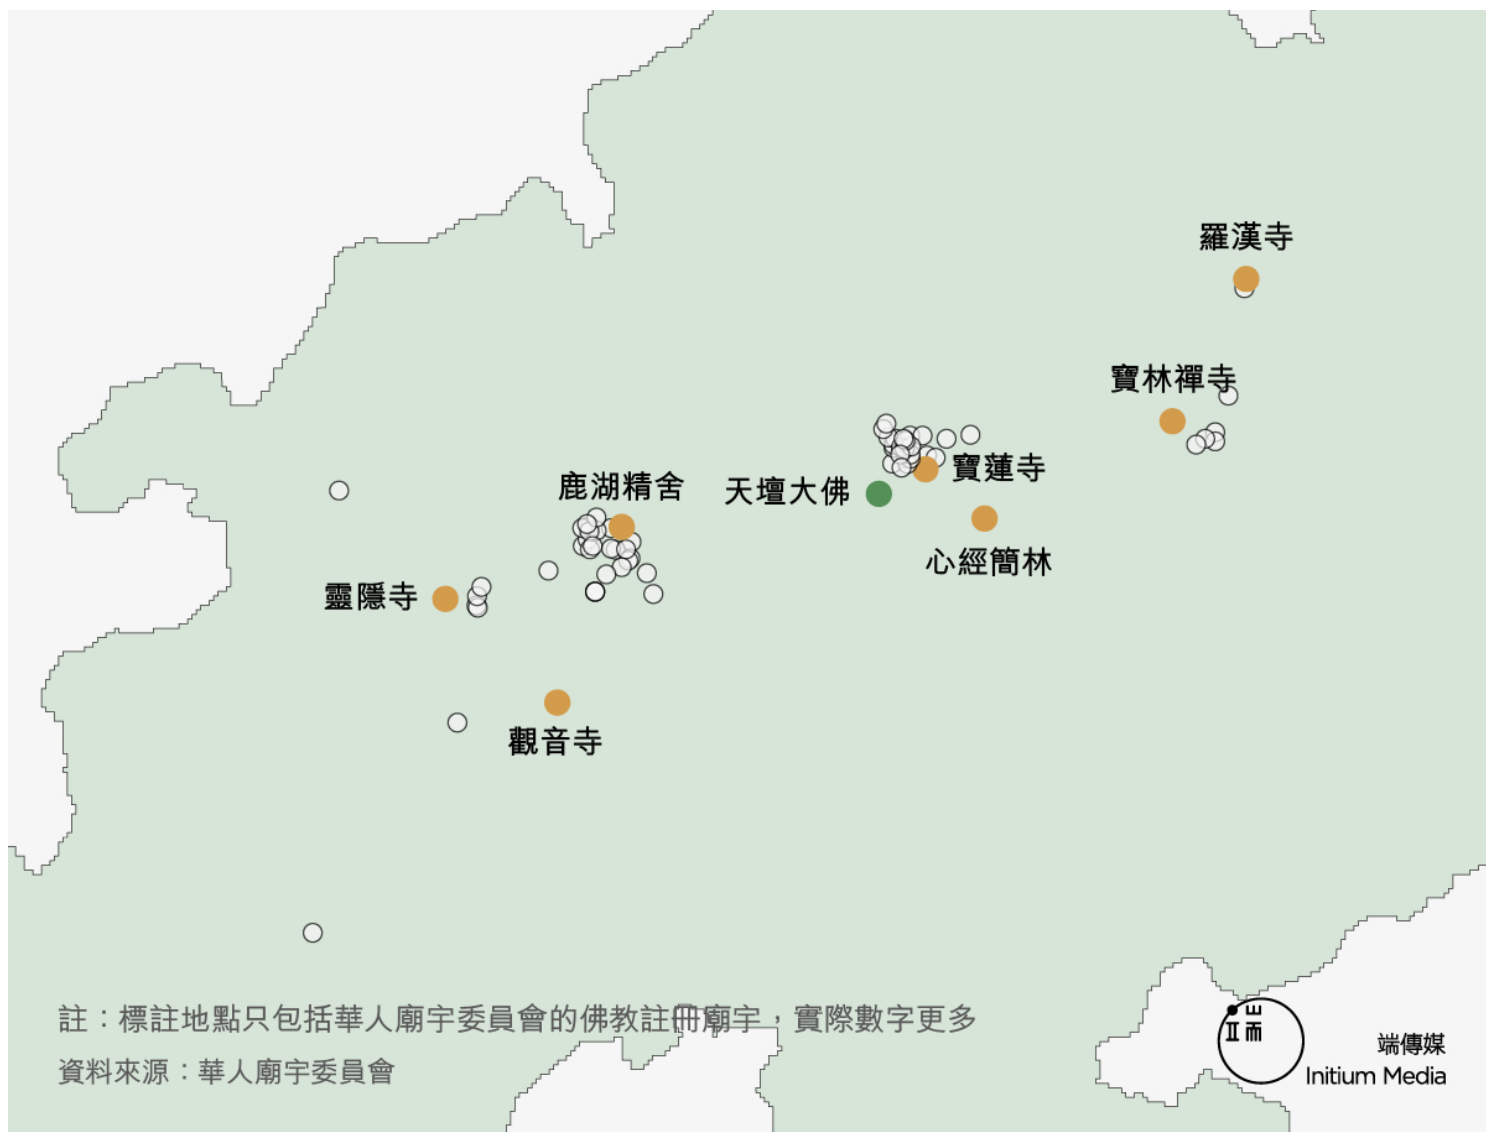 羅漢寺
寶林禪寺
寶蓮寺
鹿湖精舍
天壇大佛
心經簡林
靈隱寺
觀音寺
註：標註地點只包括華人廟宇委員會的佛教註冊廟宇，實際數字更多
資料來源：華人廟宇委員會
端
端傳媒
Initium Media